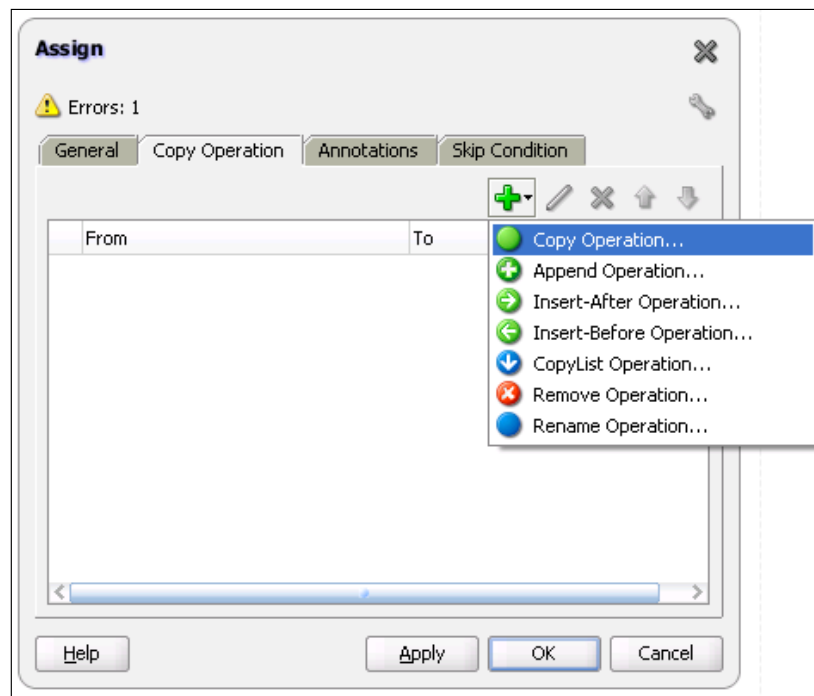 Assign
Errors: 1
General Copy Operation Annotations Skip Condition
From To
Copy Operation...
Append Operation...
Insert-After Operation...
Insert-Before Operation...
CopyList Operation...
Remove Operation...
Rename Operation...
Help Apply OK Cancel